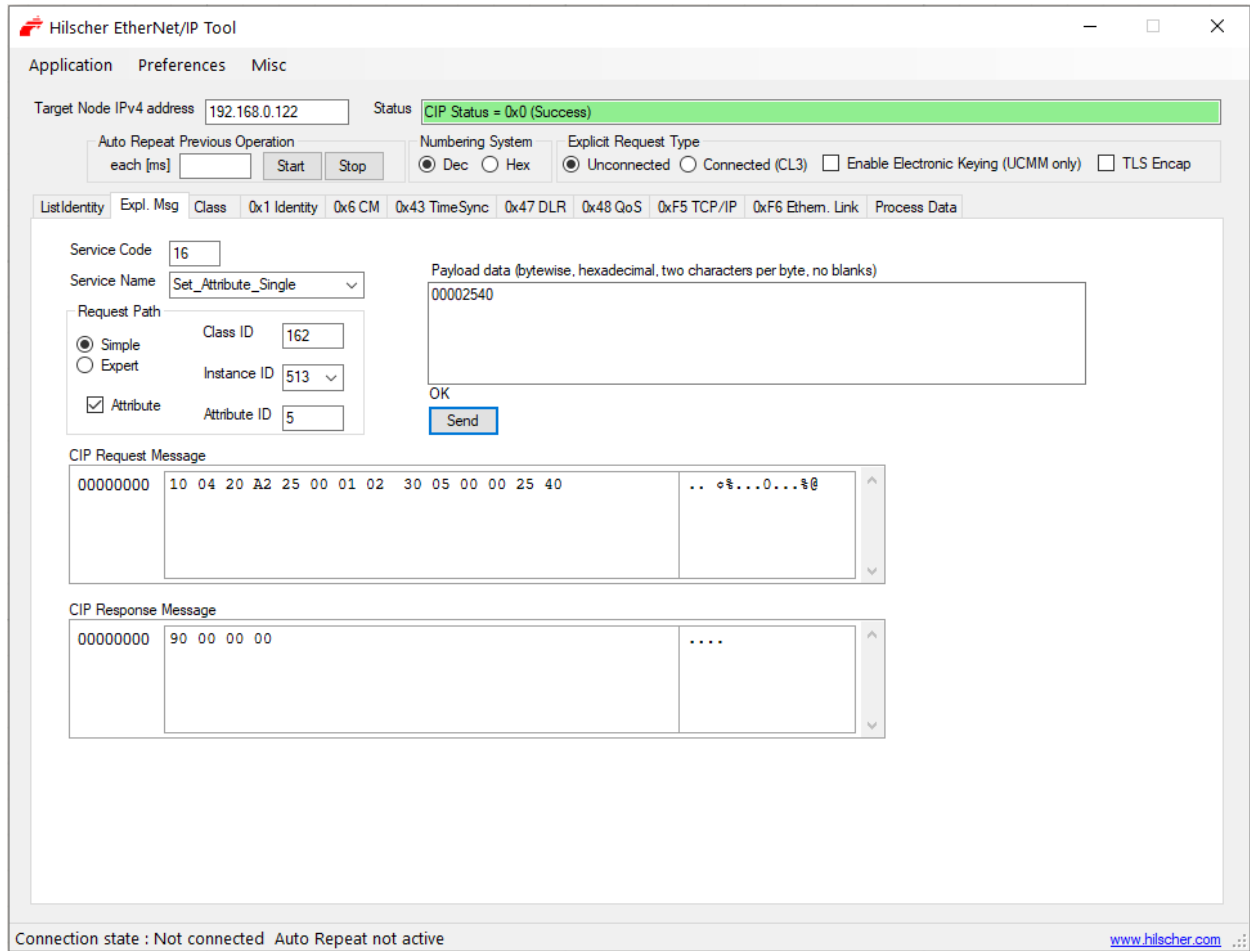 Hilscher EtherNet/IP Tool
Application Preferences Misc
Target Node IPv4 address 192.168.0.122 Status CIP Status = 0x0 (Success)
Auto Repeat Previous Operation Numbering System Explicit Request Type
each [ms] Start Stop Dec Hex Unconnected Connected (CL3) Enable Electronic Keying (UCMM only) TLS Encap
ListIdentity Expl. Msg Class 0x1 Identity 0x6 CM 0x43 TimeSync 0x47 DLR 0x48 QoS 0xF5 TCP/IP 0xF6 Ethern. Link Process Data
Service Code 16
Service Name Set_Attribute_Single
Payload data (bytewise, hexadecimal, two characters per byte, no blanks)
00002540
Request Path
Simple
Expert
Attribute
Class ID 162
Instance ID 513
Attribute ID 5
OK
Send
CIP Request Message
00000000 10 04 20 A2 25 00 01 02 30 05 00 00 25 40 .. ¢%...0...%@
CIP Response Message
00000000 90 00 00 00 ....
Connection state : Not connected Auto Repeat not active www.hilscher.com